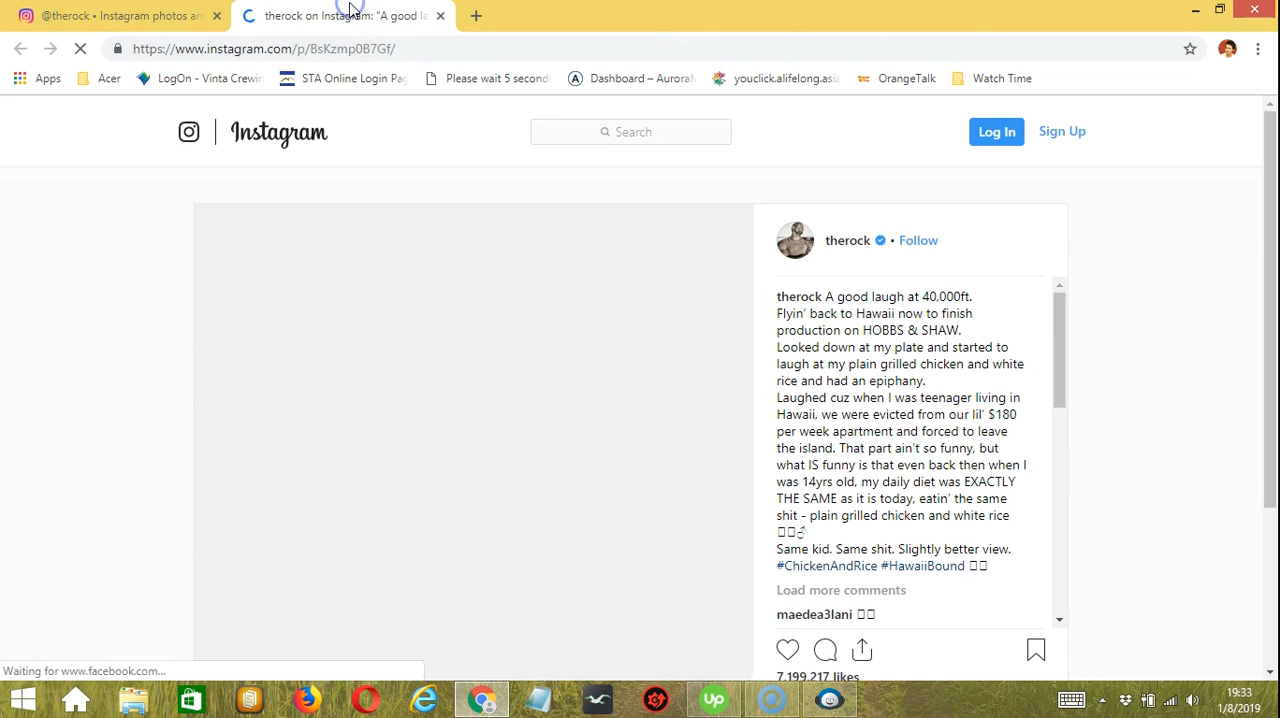 @therock • Instagram photos an
therock on Instagram: “A good la
https://www.instagram.com/p/BsKzmp0B7Gf/
Apps
Acer
LogOn - Vinta Crewin
STA Online Login Pag
Please wait 5 seconds
Dashboard – AuroraM
youclick.alifelong.asia
OrangeTalk
Watch Time
Instagram
Search
Log In
Sign Up
therock • Follow
therock A good laugh at 40,000ft.
Flyin’ back to Hawaii now to finish
production on HOBBS & SHAW.
Looked down at my plate and started to
laugh at my plain grilled chicken and white
rice and had an epiphany.
Laughed cuz when I was teenager living in
Hawaii, we were evicted from our lil’ $180
per week apartment and forced to leave
the island. That part ain’t so funny, but
what IS funny is that even back then when I
was 14yrs old, my daily diet was EXACTLY
THE SAME as it is today, eatin’ the same
shit - plain grilled chicken and white rice
Same kid. Same shit. Slightly better view.
#ChickenAndRice #HawaiiBound
Load more comments
maedea3lani
7,199,217 likes
Waiting for www.facebook.com...
up
19:33
1/8/2019